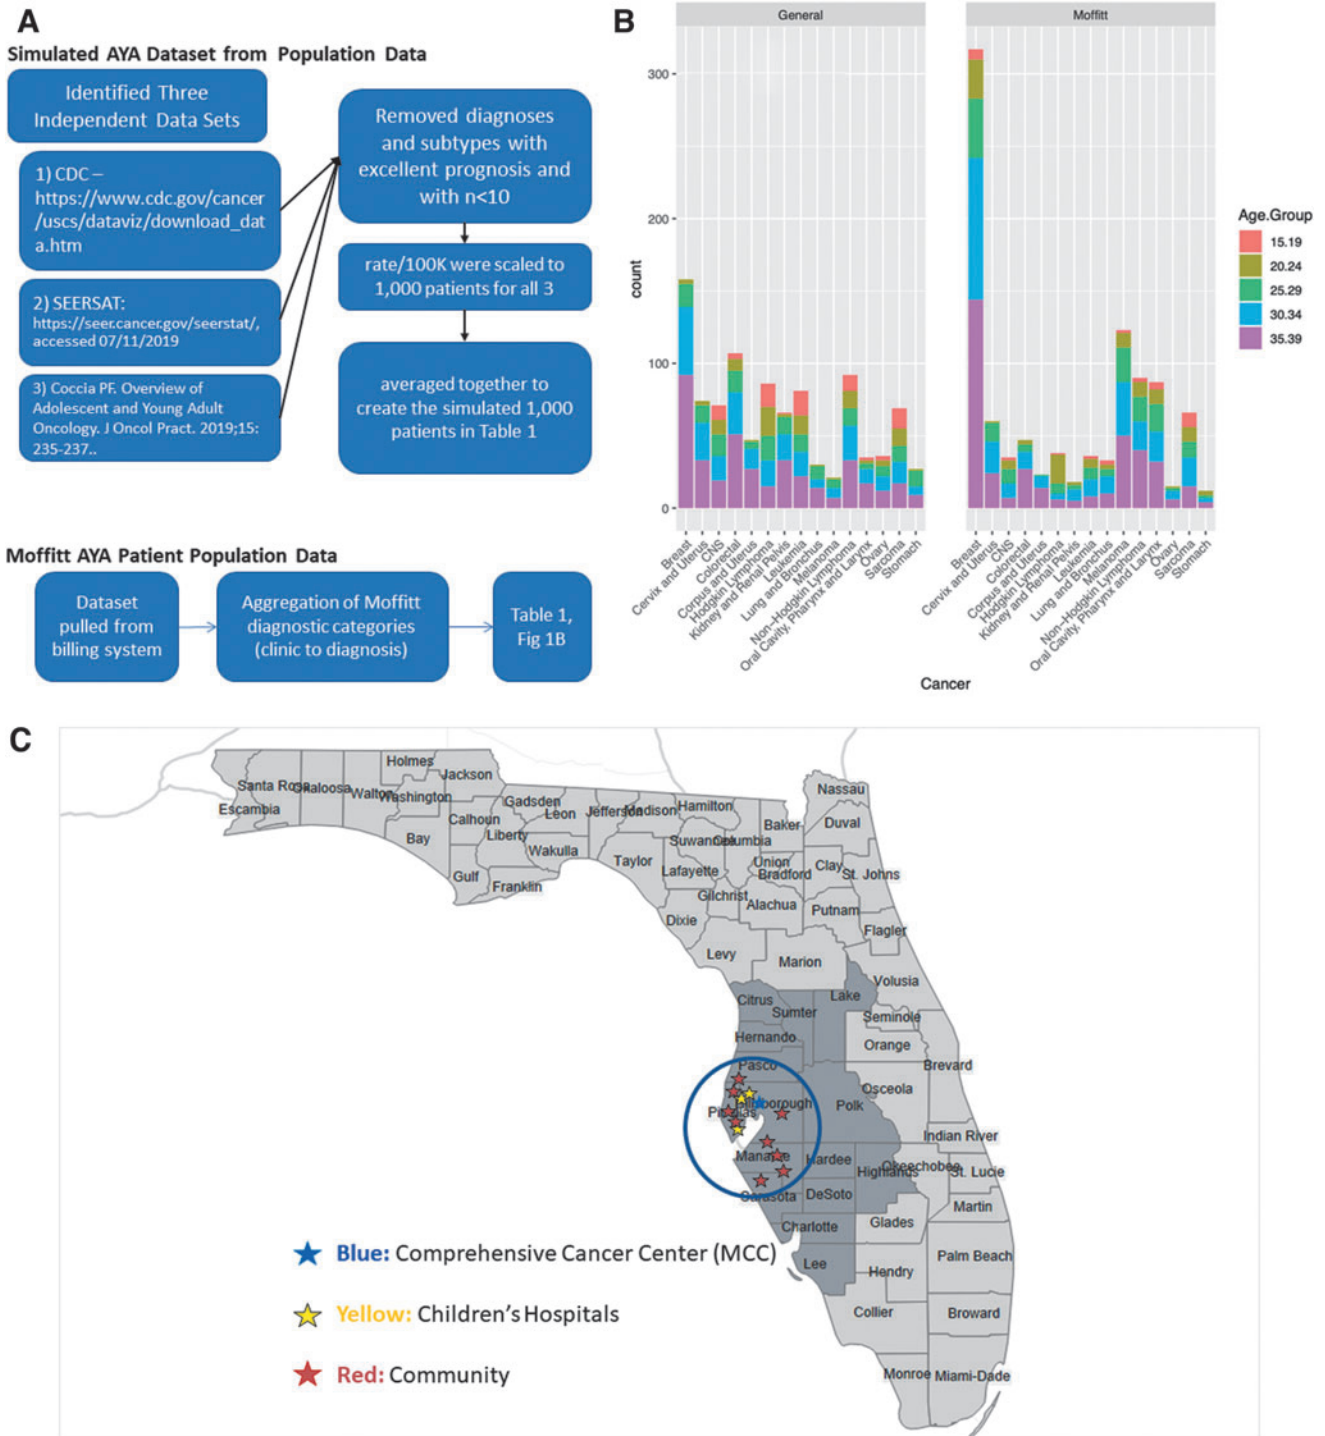 A
Simulated AYA Dataset from Population Data
Identified Three
Independent Data Sets
1) CDC –
https://www.cdc.gov/cancer
/uscs/dataviz/download_dat
a.htm
2) SEERSAT:
https://seer.cancer.gov/seerstat/,
accessed 07/11/2019
3) Coccia PF. Overview of
Adolescent and Young Adult
Oncology. J Oncol Pract. 2019;15:
235-237..
Removed diagnoses
and subtypes with
excellent prognosis and
with n<10
rate/100K were scaled to
1,000 patients for all 3
averaged together to
create the simulated 1,000
patients in Table 1
Moffitt AYA Patient Population Data
Dataset
pulled from
billing system
Aggregation of Moffitt
diagnostic categories
(clinic to diagnosis)
Table 1,
Fig 1B
B
General
Moffitt
300
200
100
0
count
Breast
Cervix and Uterus
CNS
Colorectal
Corpus and Uterus
Hodgkin Lymphoma
Kidney and Renal Pelvis
Leukemia
Lung and Bronchus
Melanoma
Non-Hodgkin Lymphoma
Oral Cavity. Pharynx and Larynx
Ovary
Sarcoma
Stomach
Breast
Cervix and Uterus
CNS
Colorectal
Corpus and Uterus
Hodgkin Lymphoma
Kidney and Renal Pelvis
Leukemia
Lung and Bronchus
Melanoma
Non-Hodgkin Lymphoma
Oral Cavity. Pharynx and Larynx
Ovary
Sarcoma
Stomach
Cancer
Age.Group
15.19
20.24
25.29
30.34
35.39
C
Holmes
Jackson
Santa Rosa
Okaloosa
Walton
Washington
Escambia
Bay
Calhoun
Gadsden
Leon
Liberty
Wakulla
Gulf
Franklin
Jefferson
Madison
Hamilton
Taylor
Suwannee
Columbia
Lafayette
Baker
Nassau
Duval
Union
Bradford
Clay
St. Johns
Gilchrist
Alachua
Putnam
Dixie
Flagler
Levy
Marion
Volusia
Citrus
Lake
Sumter
Seminole
Hernando
Orange
Pasco
Brevard
Osceola
Polk
Indian River
Hardee
Okeechobee
Highlands
St. Lucie
DeSoto
Sarasota
Martin
Charlotte
Glades
Lee
Palm Beach
Hendry
Collier
Broward
Monroe
Miami-Dade
Blue: Comprehensive Cancer Center (MCC)
Yellow: Children's Hospitals
Red: Community